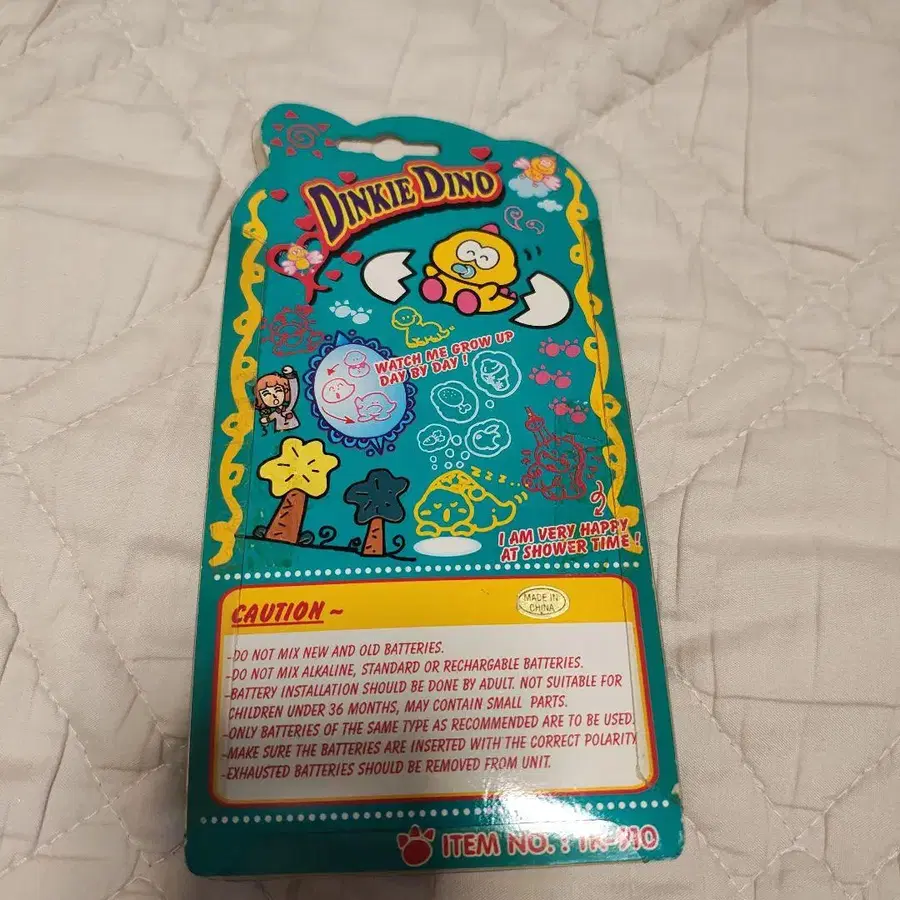 DINKIE DINO
WATCH ME GROW UP
DAY BY DAY !
Z Z Z Z
I AM VERY HAPPY
AT SHOWER TIME !
CAUTION ~
MADE IN
CHINA
-DO NOT MIX NEW AND OLD BATTERIES.
-DO NOT MIX ALKALINE, STANDARD OR RECHARGABLE BATTERIES.
-BATTERY INSTALLATION SHOULD BE DONE BY ADULT. NOT SUITABLE FOR
CHILDREN UNDER 36 MONTHS, MAY CONTAIN SMALL PARTS.
-ONLY BATTERIES OF THE SAME TYPE AS RECOMMENDED ARE TO BE USED.
-MAKE SURE THE BATTERIES ARE INSERTED WITH THE CORRECT POLARITY
-EXHAUSTED BATTERIES SHOULD BE REMOVED FROM UNIT.
ITEM NO. :